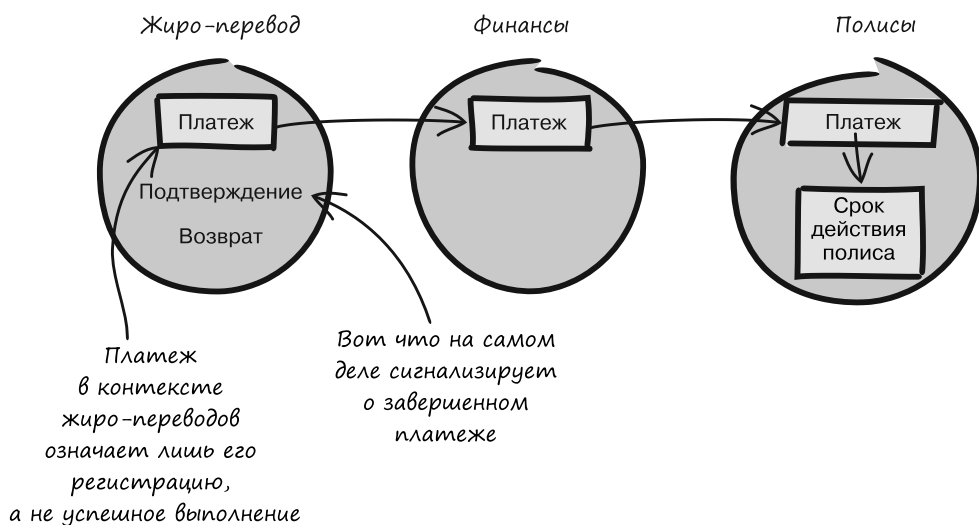 Жиро-перевод
Финансы
Полисы
Платеж
Платеж
Платеж
Подтверждение
Возврат
Срок
действия
полиса
Платеж
в контексте
жиро-переводов
означает лишь его
регистрацию,
а не успешное выполнение
Вот что на самом
деле сигнализирует
о завершенном
платеже